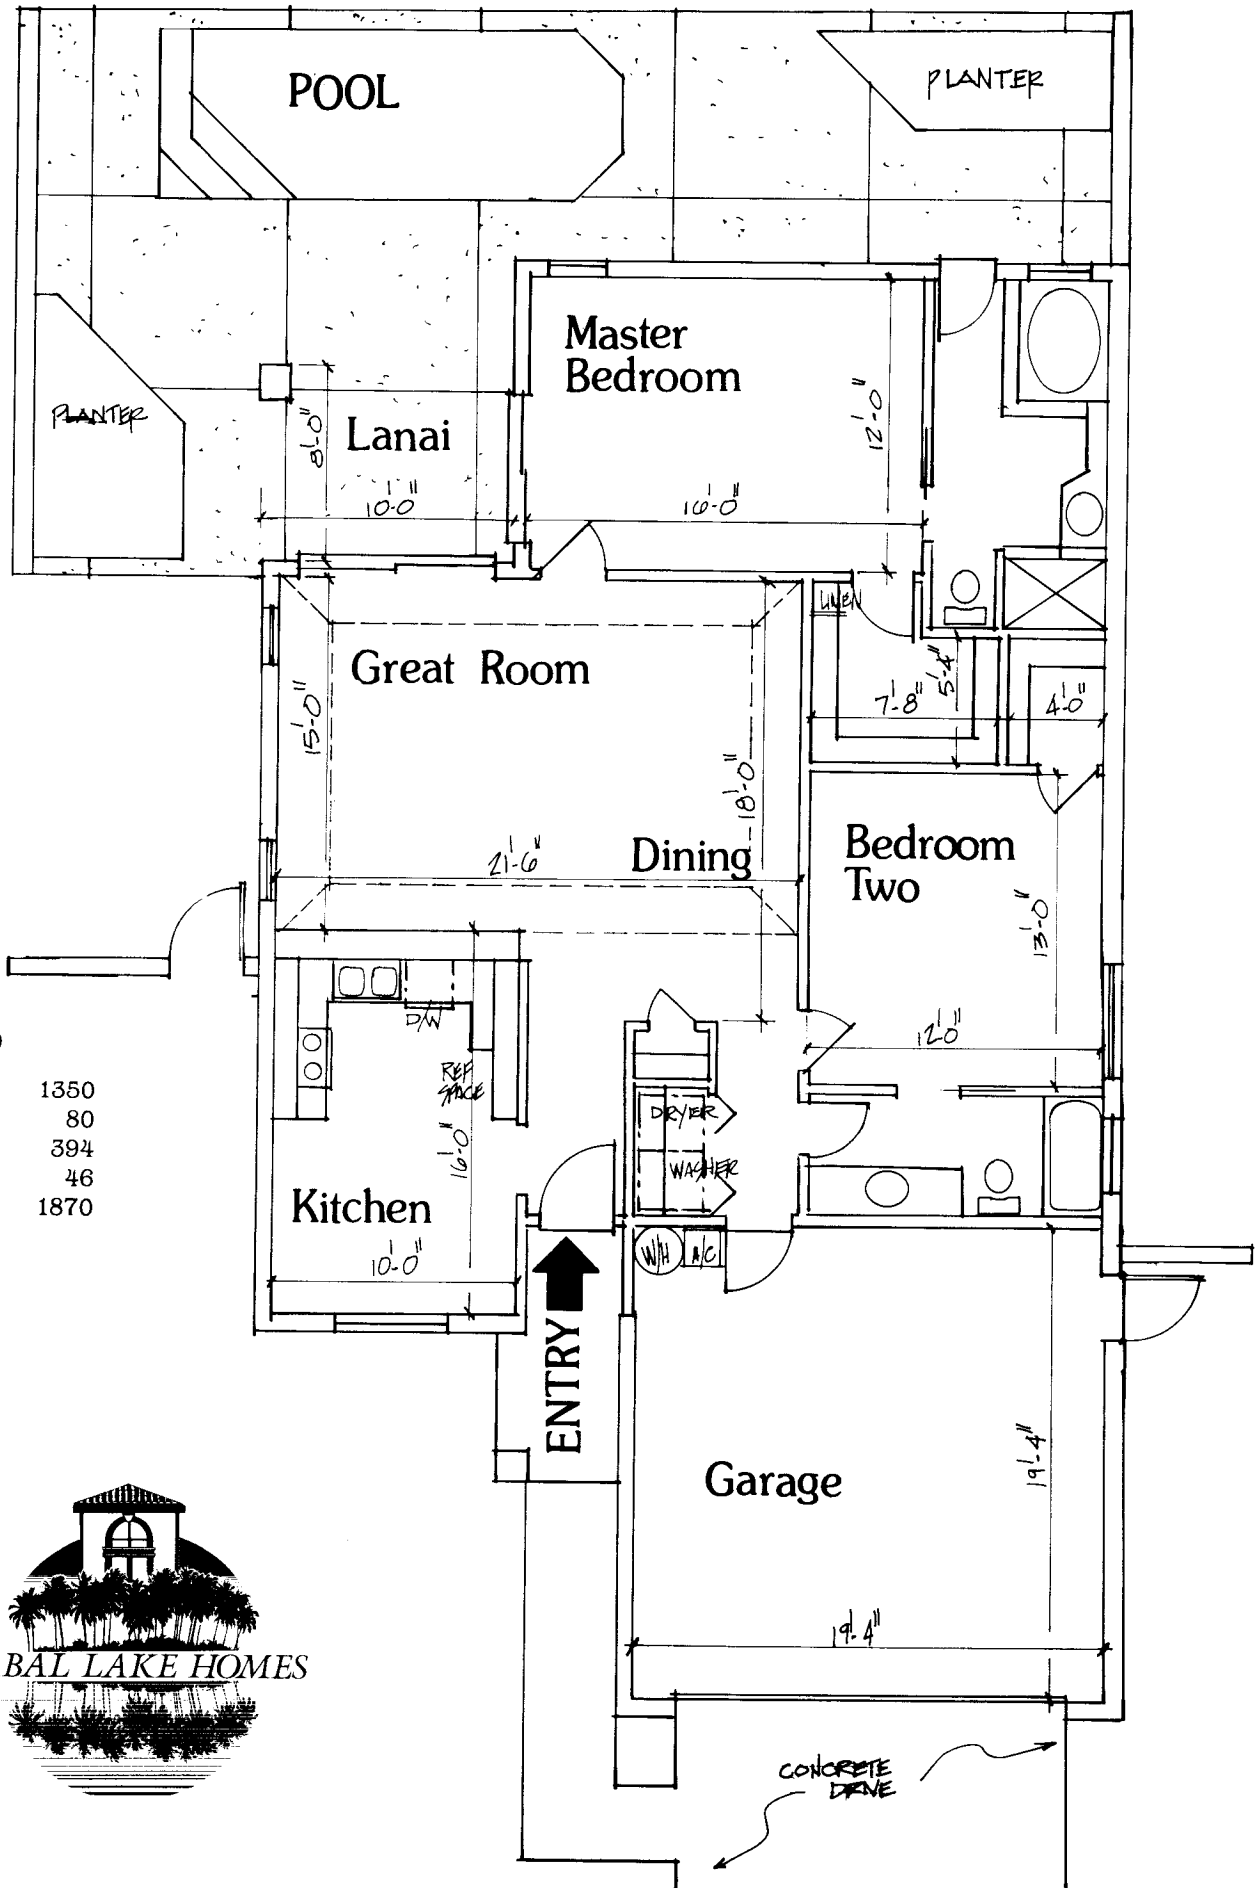 POOL
PLANTER
Master
Bedroom
12'-0"
PLANTER
8'-0"
Lanai
10'-0"
16'-0"
LINEN
Great Room
5'-4"
7'-8"
4'-0"
15'-0"
18'-0"
Dining
21'-6"
Bedroom
Two
13'-0"
D/W
12'-0"
REF
SPACE
1350
80
394
46
1870
DRYER
WASHER
16'-0"
Kitchen
10'-0"
W/H
A/C
ENTRY
Garage
19'-4"
19'-4"
BAL LAKE HOMES
CONCRETE
DRIVE